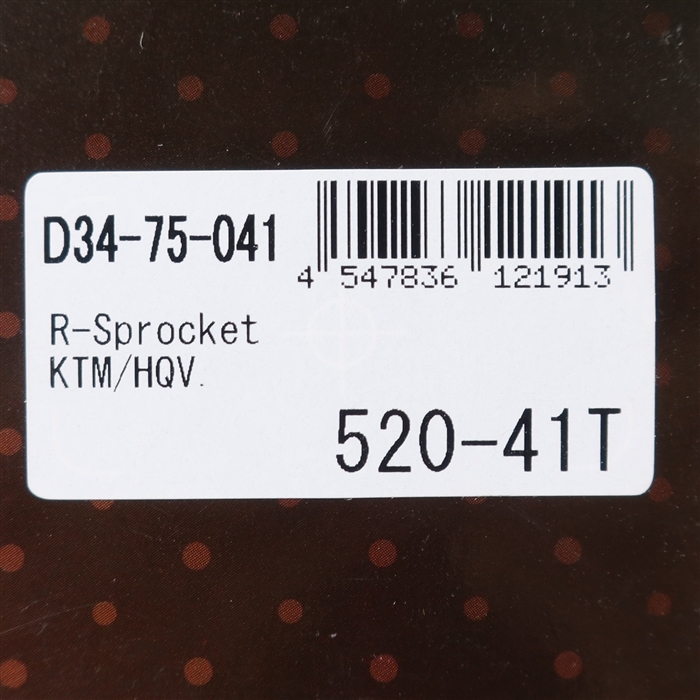 D34-75-041
4 547836 121913
R-Sprocket
KTM/HQV.
520-41T